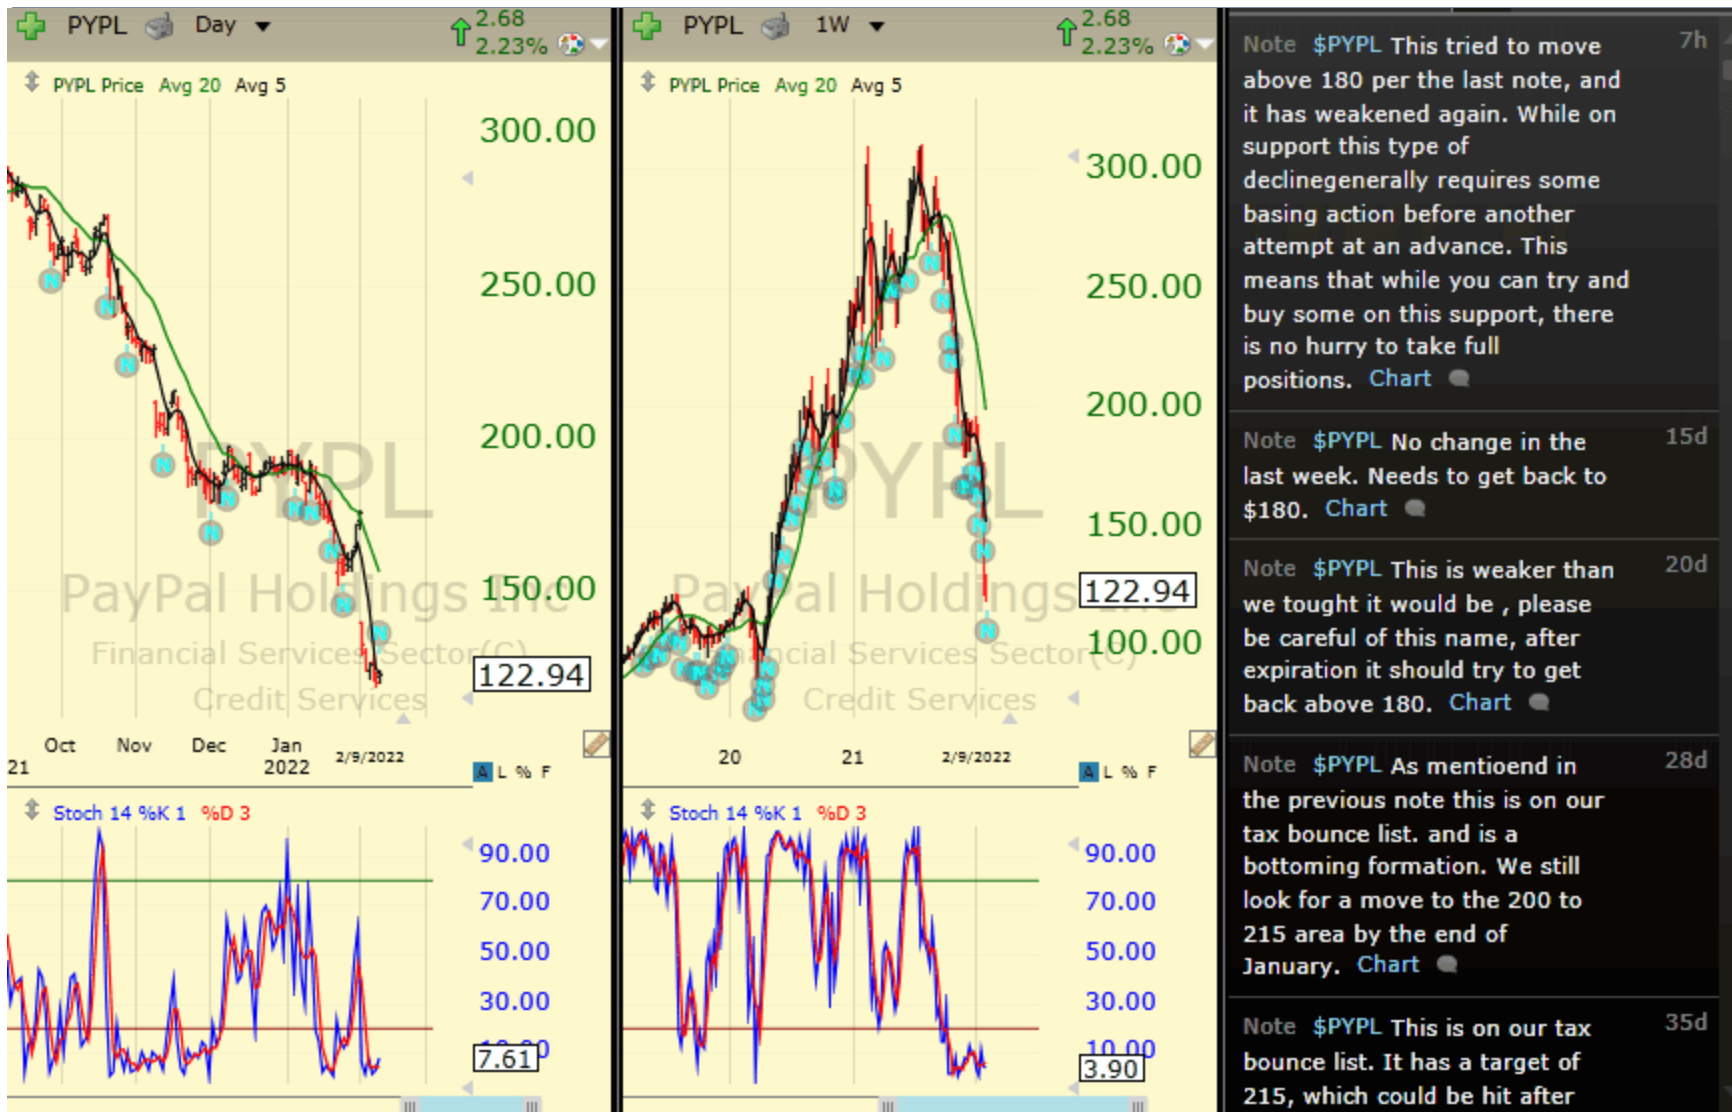 PYPL Day
2.68
2.23%
PYPL Price Avg 20 Avg 5
300.00
250.00
200.00
150.00
122.94
PYPL
PayPal Holdings Inc
Financial Services Sector(C)
Credit Services
Oct Nov Dec Jan
21 2022 2/9/2022
A L % F
Stoch 14 %K 1 %D 3
90.00
70.00
50.00
30.00
10.00
7.61
PYPL 1W
2.68
2.23%
PYPL Price Avg 20 Avg 5
300.00
250.00
200.00
150.00
122.94
100.00
PYPL
PayPal Holdings Inc
Financial Services Sector(C)
Credit Services
20 21 2/9/2022
A L % F
Stoch 14 %K 1 %D 3
90.00
70.00
50.00
30.00
10.00
3.90
Note $PYPL This tried to move 7h
above 180 per the last note, and
it has weakened again. While on
support this type of
declinegenerally requires some
basing action before another
attempt at an advance. This
means that while you can try and
buy some on this support, there
is no hurry to take full
positions. Chart
Note $PYPL No change in the 15d
last week. Needs to get back to
$180. Chart
Note $PYPL This is weaker than 20d
we tought it would be , please
be careful of this name, after
expiration it should try to get
back above 180. Chart
Note $PYPL As mentioend in 28d
the previous note this is on our
tax bounce list. and is a
bottoming formation. We still
look for a move to the 200 to
215 area by the end of
January. Chart
Note $PYPL This is on our tax 35d
bounce list. It has a target of
215, which could be hit after